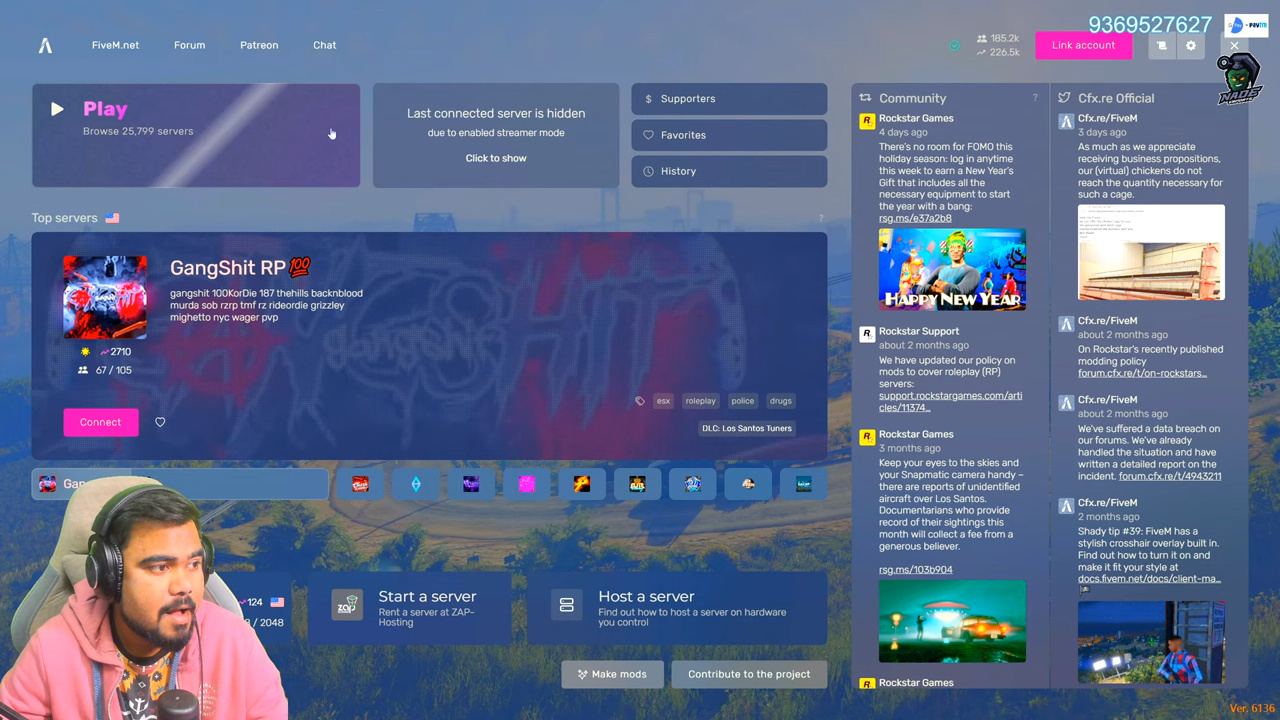 9369527627
FiveM.net
Forum
Patreon
Chat
185.2k
226.5k
Link account
Play
Browse 25,799 servers
Last connected server is hidden
due to enabled streamer mode
Click to show
$ Supporters
Favorites
History
Top servers
GangShit RP💯
gangshit 100KorDie 187 thehills backnblood
murda sob rzrp tmf rz rideordie grizzley
mighetto nyc wager pvp
2710
67 / 105
Connect
esx
roleplay
police
drugs
DLC: Los Santos Tuners
124
/ 2048
ZAP
Start a server
Rent a server at ZAP-
Hosting
Host a server
Find out how to host a server on hardware
you control
Make mods
Contribute to the project
Community
?
Rockstar Games
4 days ago
There's no room for FOMO this
holiday season: log in anytime
this week to earn a New Year's
Gift that includes all the
necessary equipment to start
the year with a bang:
rsg.ms/e37a2b8
HAPPY NEW YEAR
Rockstar Support
about 2 months ago
We have updated our policy on
mods to cover roleplay (RP)
servers:
support.rockstargames.com/arti
cles/11374…
Rockstar Games
3 months ago
Keep your eyes to the skies and
your Snapmatic camera handy –
there are reports of unidentified
aircraft over Los Santos.
Documentarians who provide
record of their sightings this
month will collect a fee from a
generous believer.
rsg.ms/103b904
Rockstar Games
Cfx.re Official
Cfx.re/FiveM
3 days ago
As much as we appreciate
receiving business propositions,
our (virtual) chickens do not
reach the quantity necessary for
such a cage.
Cfx.re/FiveM
about 2 months ago
On Rockstar's recently published
modding policy
forum.cfx.re/t/on-rockstars…
Cfx.re/FiveM
about 2 months ago
We've suffered a data breach on
our forums. We've already
handled the situation and have
written a detailed report on the
incident. forum.cfx.re/t/4943211
Cfx.re/FiveM
2 months ago
Shady tip #39: FiveM has a
stylish crosshair overlay built in.
Find out how to turn it on and
make it fit your style at
docs.fivem.net/docs/client-ma…
Ver. 6136